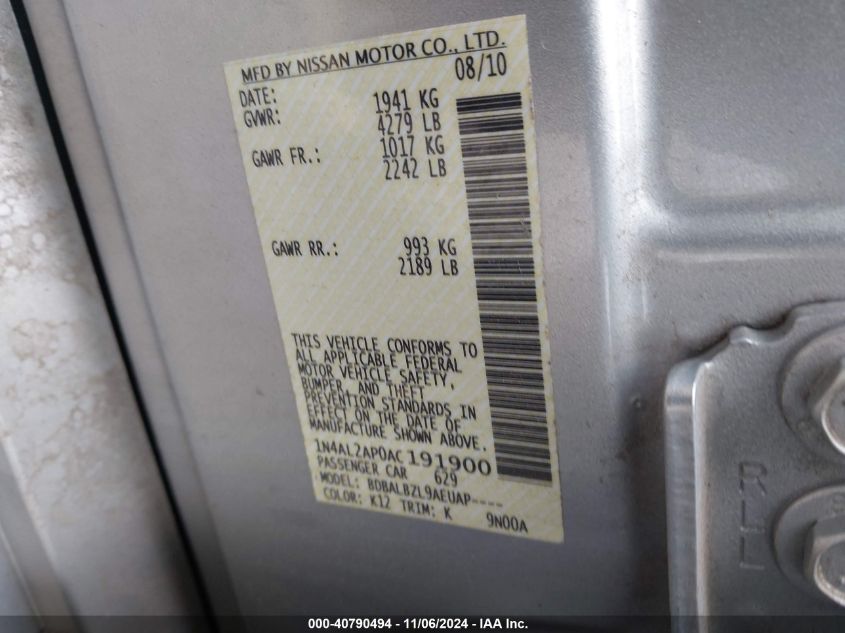 MFD BY NISSAN MOTOR CO., LTD.
DATE: 08/10
GVWR: 1941 KG
4279 LB
GAWR FR.: 1017 KG
2242 LB
GAWR RR.: 993 KG
2189 LB
THIS VEHICLE CONFORMS TO
ALL APPLICABLE FEDERAL
MOTOR VEHICLE SAFETY,
BUMPER, AND THEFT
PREVENTION STANDARDS IN
EFFECT ON THE DATE OF
MANUFACTURE SHOWN ABOVE.
1N4AL2AP0AC191900
PASSENGER CAR 629
MODEL: BDBALBZL9AEUAP----
COLOR: K12 TRIM: K 9N00A
000-40790494 - 11/06/2024 - IAA Inc.